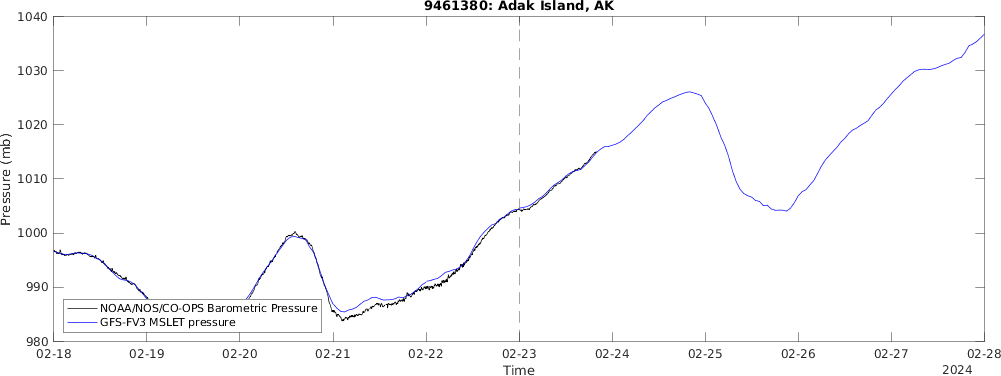 9461380: Adak Island, AK
1040
1030
1020
1010
1000
990
980
Pressure (mb)
NOAA/NOS/CO-OPS Barometric Pressure
GFS-FV3 MSLET pressure
02-18 02-19 02-20 02-21 02-22 02-23 02-24 02-25 02-26 02-27 02-28
Time
2024